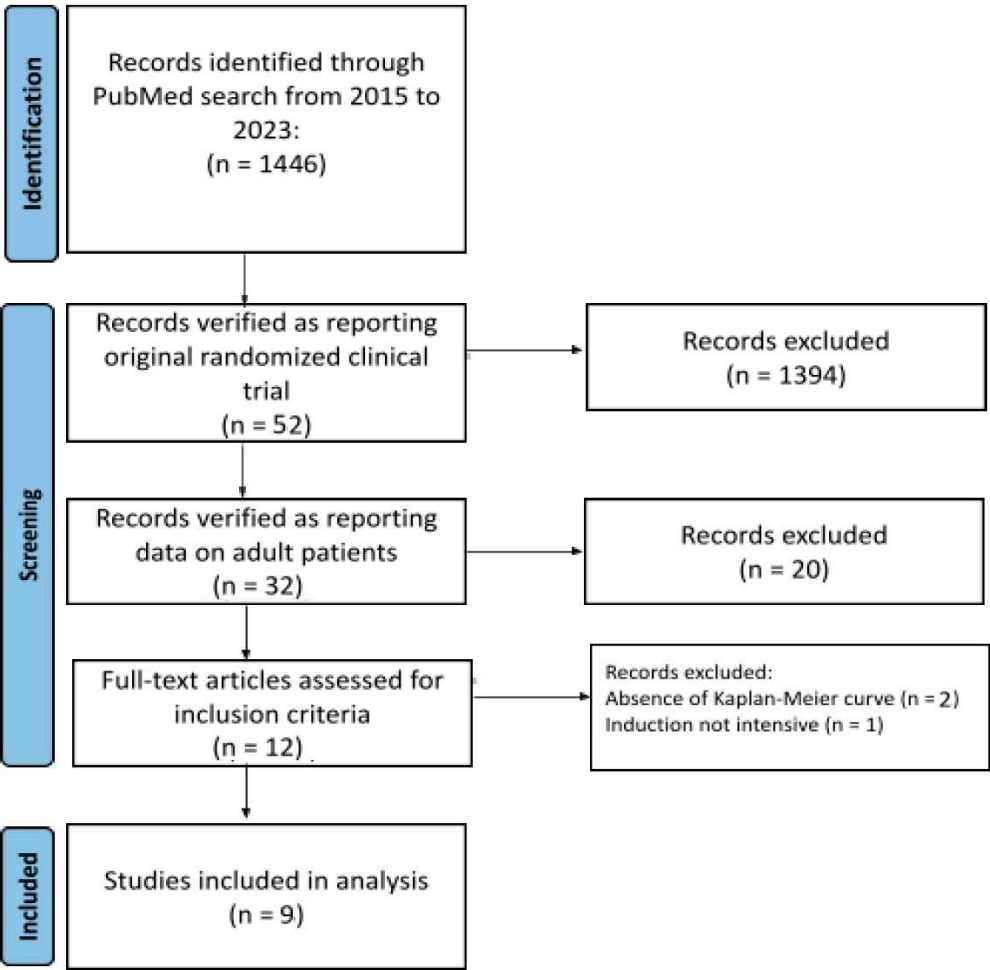 Identification
Records identified through
PubMed search from 2015 to
2023:
(n = 1446)
Screening
Records verified as reporting
original randomized clinical
trial
(n = 52)
Records excluded
(n = 1394)
Records verified as reporting
data on adult patients
(n = 32)
Records excluded
(n = 20)
Full-text articles assessed for
inclusion criteria
(n = 12)
Records excluded:
Absence of Kaplan-Meier curve (n = 2)
Induction not intensive (n = 1)
Included
Studies included in analysis
(n = 9)